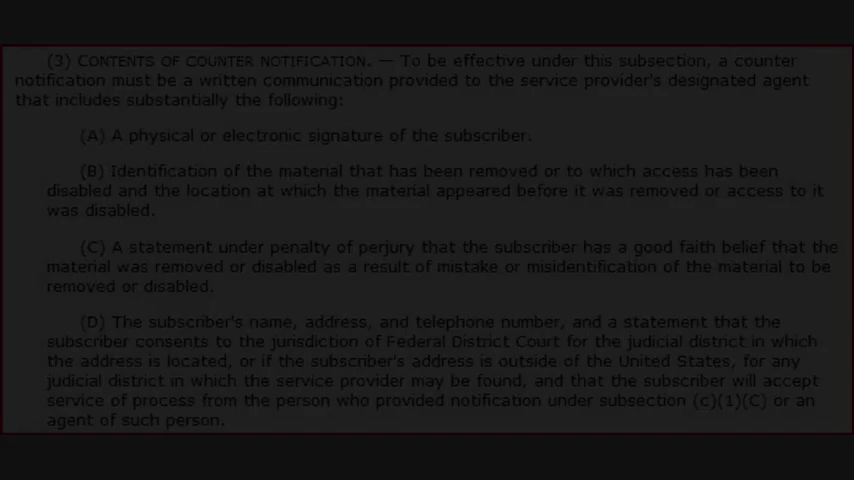 (3) CONTENTS OF COUNTER NOTIFICATION. — To be effective under this subsection, a counter
notification must be a written communication provided to the service provider's designated agent
that includes substantially the following:
(A) A physical or electronic signature of the subscriber.
(B) Identification of the material that has been removed or to which access has been
disabled and the location at which the material appeared before it was removed or access to it
was disabled.
(C) A statement under penalty of perjury that the subscriber has a good faith belief that the
material was removed or disabled as a result of mistake or misidentification of the material to be
removed or disabled.
(D) The subscriber's name, address, and telephone number, and a statement that the
subscriber consents to the jurisdiction of Federal District Court for the judicial district in which
the address is located, or if the subscriber's address is outside of the United States, for any
judicial district in which the service provider may be found, and that the subscriber will accept
service of process from the person who provided notification under subsection (c)(1)(C) or an
agent of such person.